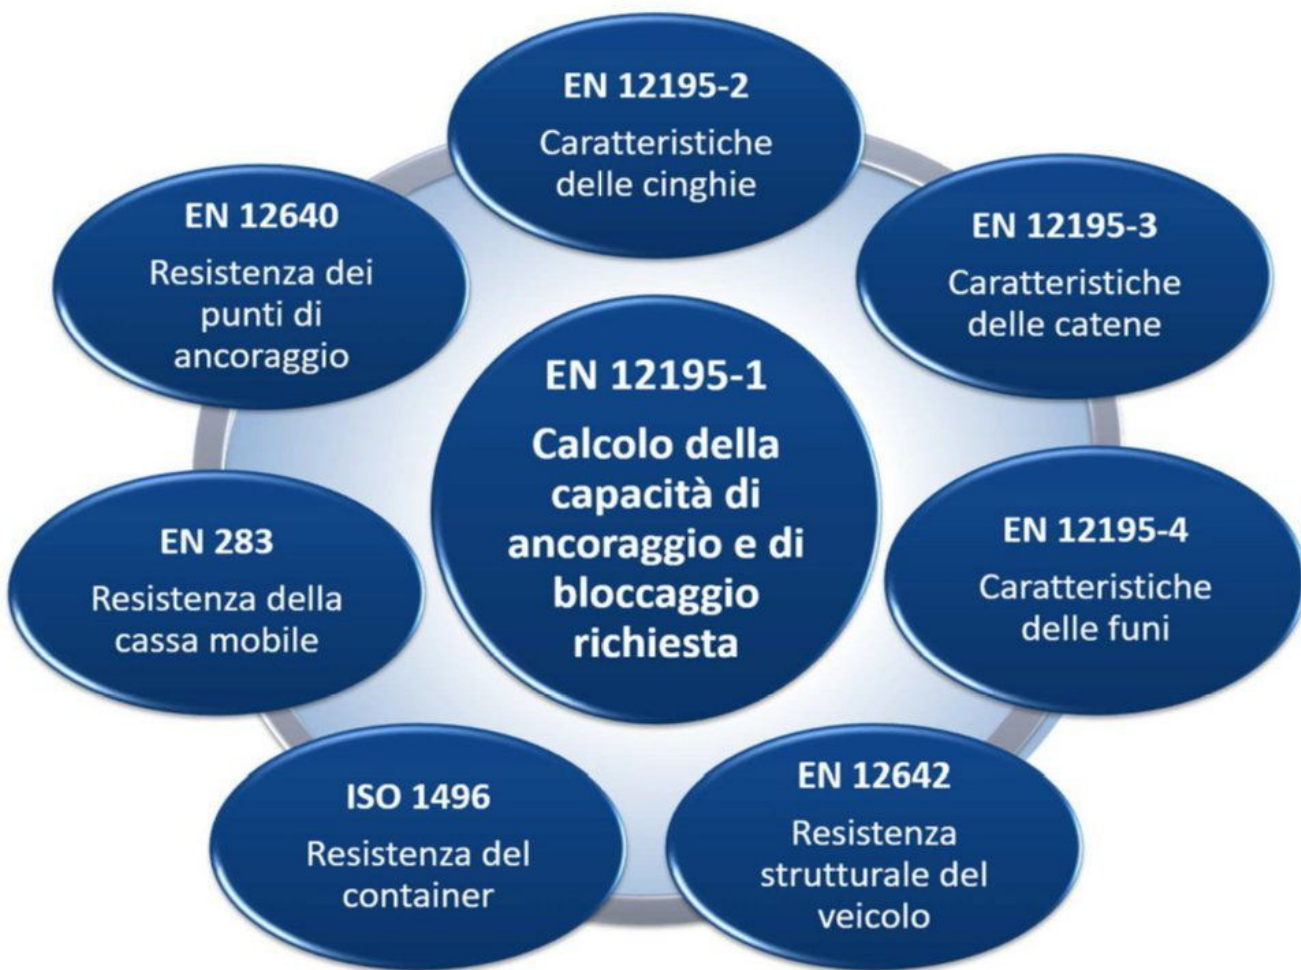 EN 12195-2
Caratteristiche
delle cinghie
EN 12195-3
Caratteristiche
delle catene
EN 12195-4
Caratteristiche
delle funi
EN 12642
Resistenza
strutturale del
veicolo
ISO 1496
Resistenza del
container
EN 283
Resistenza della
cassa mobile
EN 12640
Resistenza dei
punti di
ancoraggio
EN 12195-1
Calcolo della
capacità di
ancoraggio e di
bloccaggio
richiesta